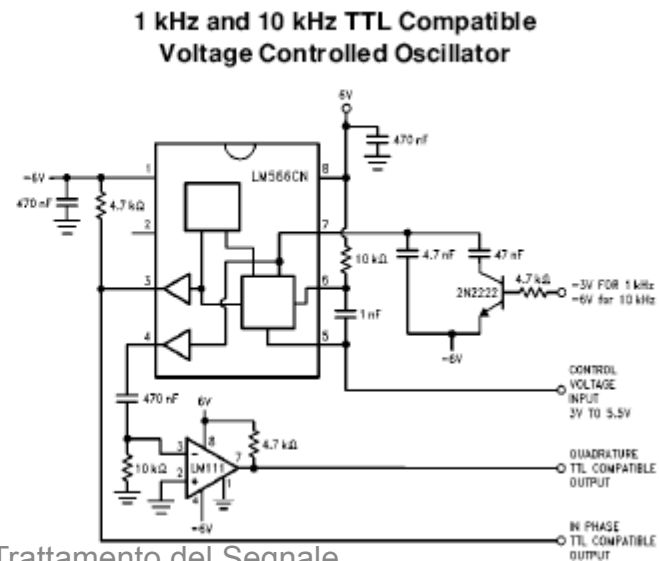 1 kHz and 10 kHz TTL Compatible
Voltage Controlled Oscillator
6V
470 nF
LM566CN
-6V
1
8
470 nF
4.7 kΩ
2
7
10 kΩ
4.7 nF
47 nF
4.7 kΩ
2N2222
-3V FOR 1 kHz
-6V for 10 kHz
3
6
1 nF
4
5
-6V
CONTROL
VOLTAGE
INPUT
3V TO 5.5V
470 nF
6V
4.7 kΩ
3
8
7
10 kΩ
2
LM111
1
4
-6V
QUADRATURE
TTL COMPATIBLE
OUTPUT
IN PHASE
TTL COMPATIBLE
OUTPUT
Trattamento del Segnale